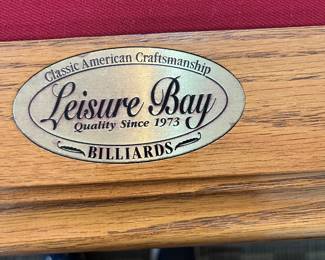 Classic American Craftsmanship
Leisure Bay
Quality Since 1973
BILLIARDS